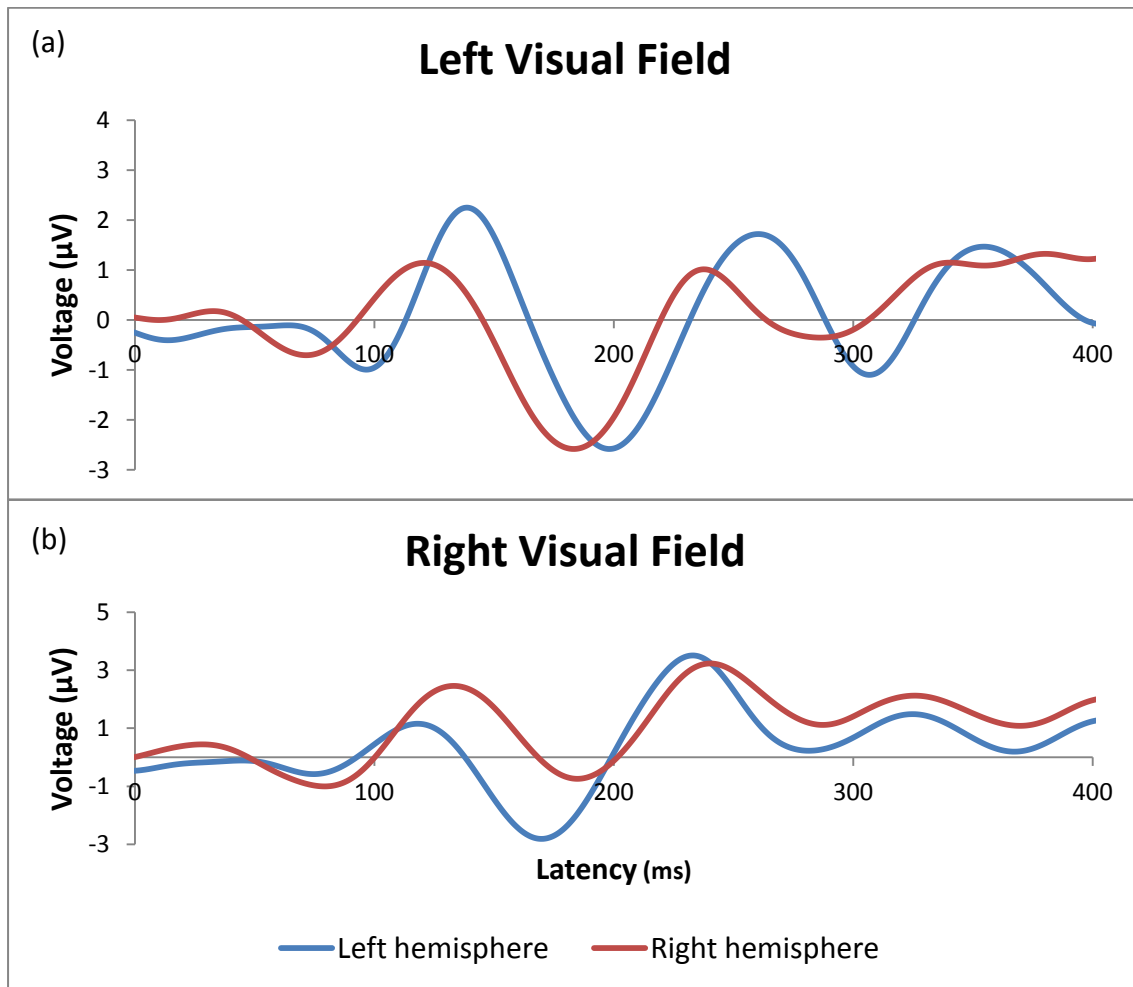 (a)
Left Visual Field
4
3
2
1
0
-1
-2
-3
Voltage (µV)
0 100 200 300 400
(b)
Right Visual Field
5
3
1
-1
-3
Voltage (µV)
0 100 200 300 400
Latency (ms)
Left hemisphere Right hemisphere